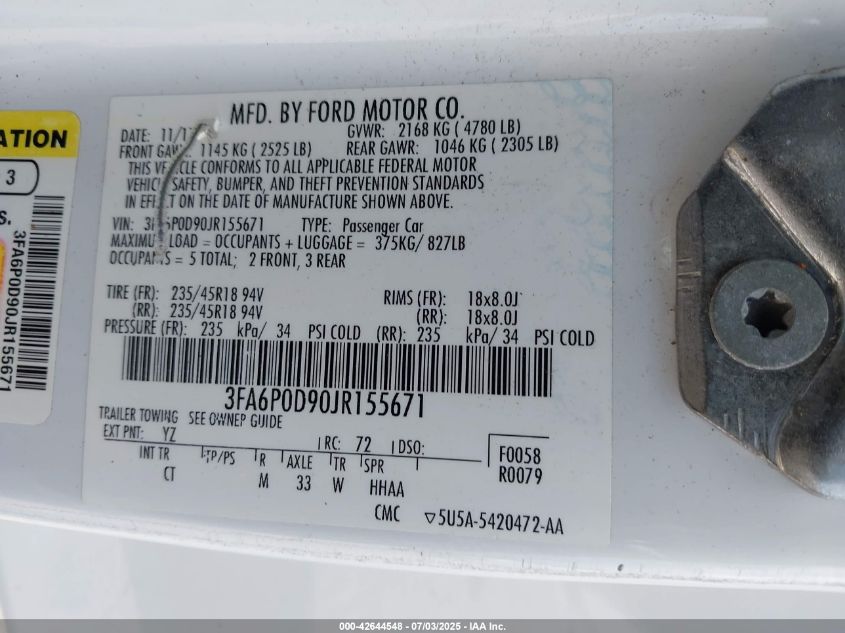 ATION
3
S.
3FA6P0D90JR155671
MFD. BY FORD MOTOR CO.
DATE: 11/1 GVWR: 2168 KG ( 4780 LB)
FRONT GAWR: 1145 KG ( 2525 LB) REAR GAWR: 1046 KG ( 2305 LB)
THIS VEHICLE CONFORMS TO ALL APPLICABLE FEDERAL MOTOR
VEHICLE SAFETY, BUMPER, AND THEFT PREVENTION STANDARDS
IN EFFECT ON THE DATE OF MANUFACTURE SHOWN ABOVE.
VIN: 3FA6P0D90JR155671 TYPE: Passenger Car
MAXIMUM LOAD = OCCUPANTS + LUGGAGE = 375KG/ 827LB
OCCUPANTS = 5 TOTAL; 2 FRONT, 3 REAR
TIRE (FR): 235/45R18 94V RIMS (FR): 18x8.0J
(RR): 235/45R18 94V (RR): 18x8.0J
PRESSURE (FR): 235 kPa/ 34 PSI COLD (RR): 235 kPa/ 34 PSI COLD
3FA6P0D90JR155671
TRAILER TOWING SEE OWNER GUIDE
EXT PNT: YZ RC: 72 DSO:
F0058
R0079
INT TR TP/PS R AXLE TR SPR
CT M 33 W HHAA
CMC ▽5U5A-5420472-AA
000-42644548 - 07/03/2025 - IAA Inc.